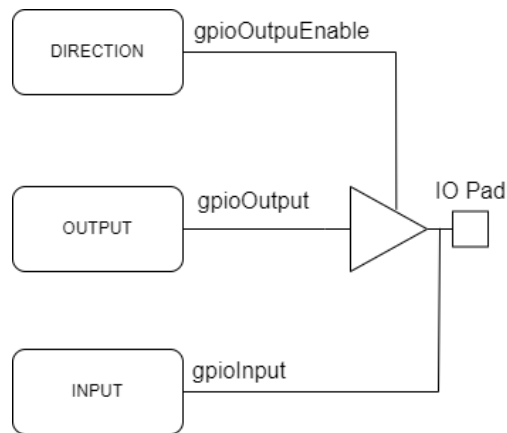 gpioOutpuEnable
DIRECTION
IO Pad
gpioOutput
OUTPUT
gpioInput
INPUT